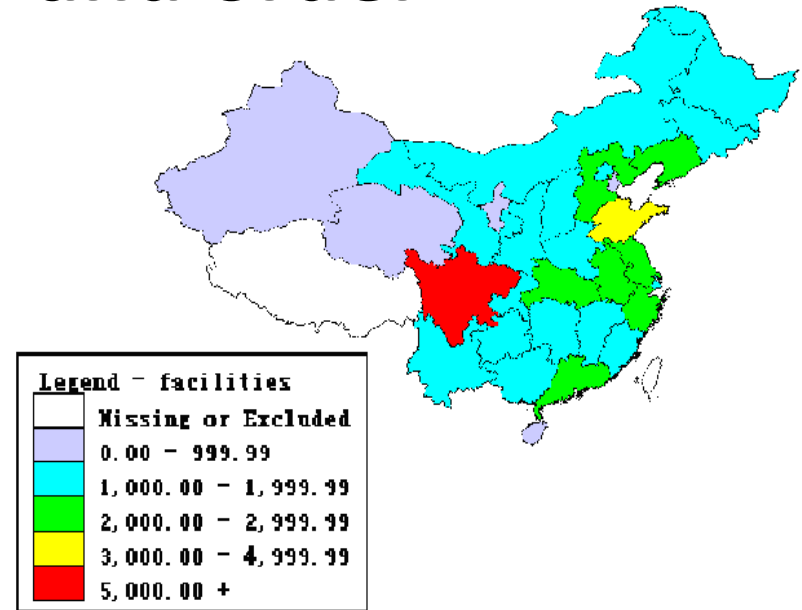 Legend - facilities
Missing or Excluded
0.00 - 999.99
1,000.00 - 1,999.99
2,000.00 - 2,999.99
3,000.00 - 4,999.99
5,000.00 +